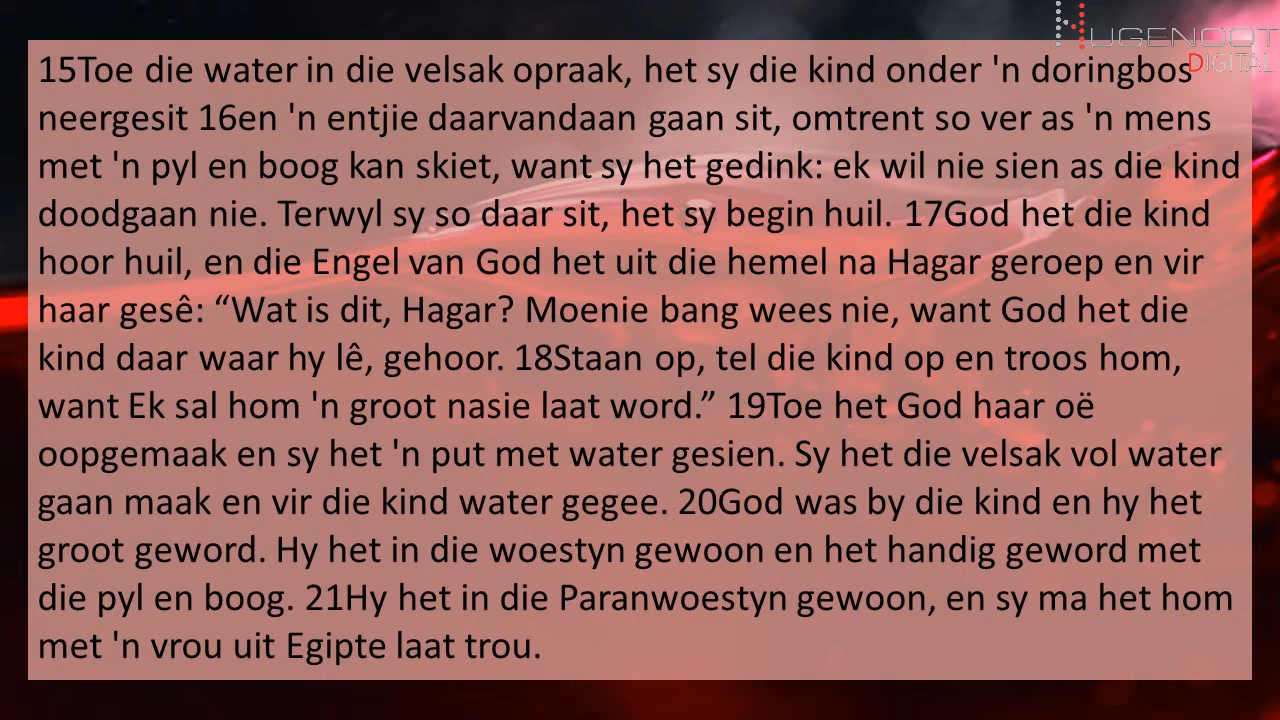 HUGENOOT
DIGITAL
15Toe die water in die velsak opraak, het sy die kind onder 'n doringbos
neergesit 16en 'n entjie daarvandaan gaan sit, omtrent so ver as 'n mens
met 'n pyl en boog kan skiet, want sy het gedink: ek wil nie sien as die kind
doodgaan nie. Terwyl sy so daar sit, het sy begin huil. 17God het die kind
hoor huil, en die Engel van God het uit die hemel na Hagar geroep en vir
haar gesê: “Wat is dit, Hagar? Moenie bang wees nie, want God het die
kind daar waar hy lê, gehoor. 18Staan op, tel die kind op en troos hom,
want Ek sal hom 'n groot nasie laat word.” 19Toe het God haar oë
oopgemaak en sy het 'n put met water gesien. Sy het die velsak vol water
gaan maak en vir die kind water gegee. 20God was by die kind en hy het
groot geword. Hy het in die woestyn gewoon en het handig geword met
die pyl en boog. 21Hy het in die Paranwoestyn gewoon, en sy ma het hom
met 'n vrou uit Egipte laat trou.